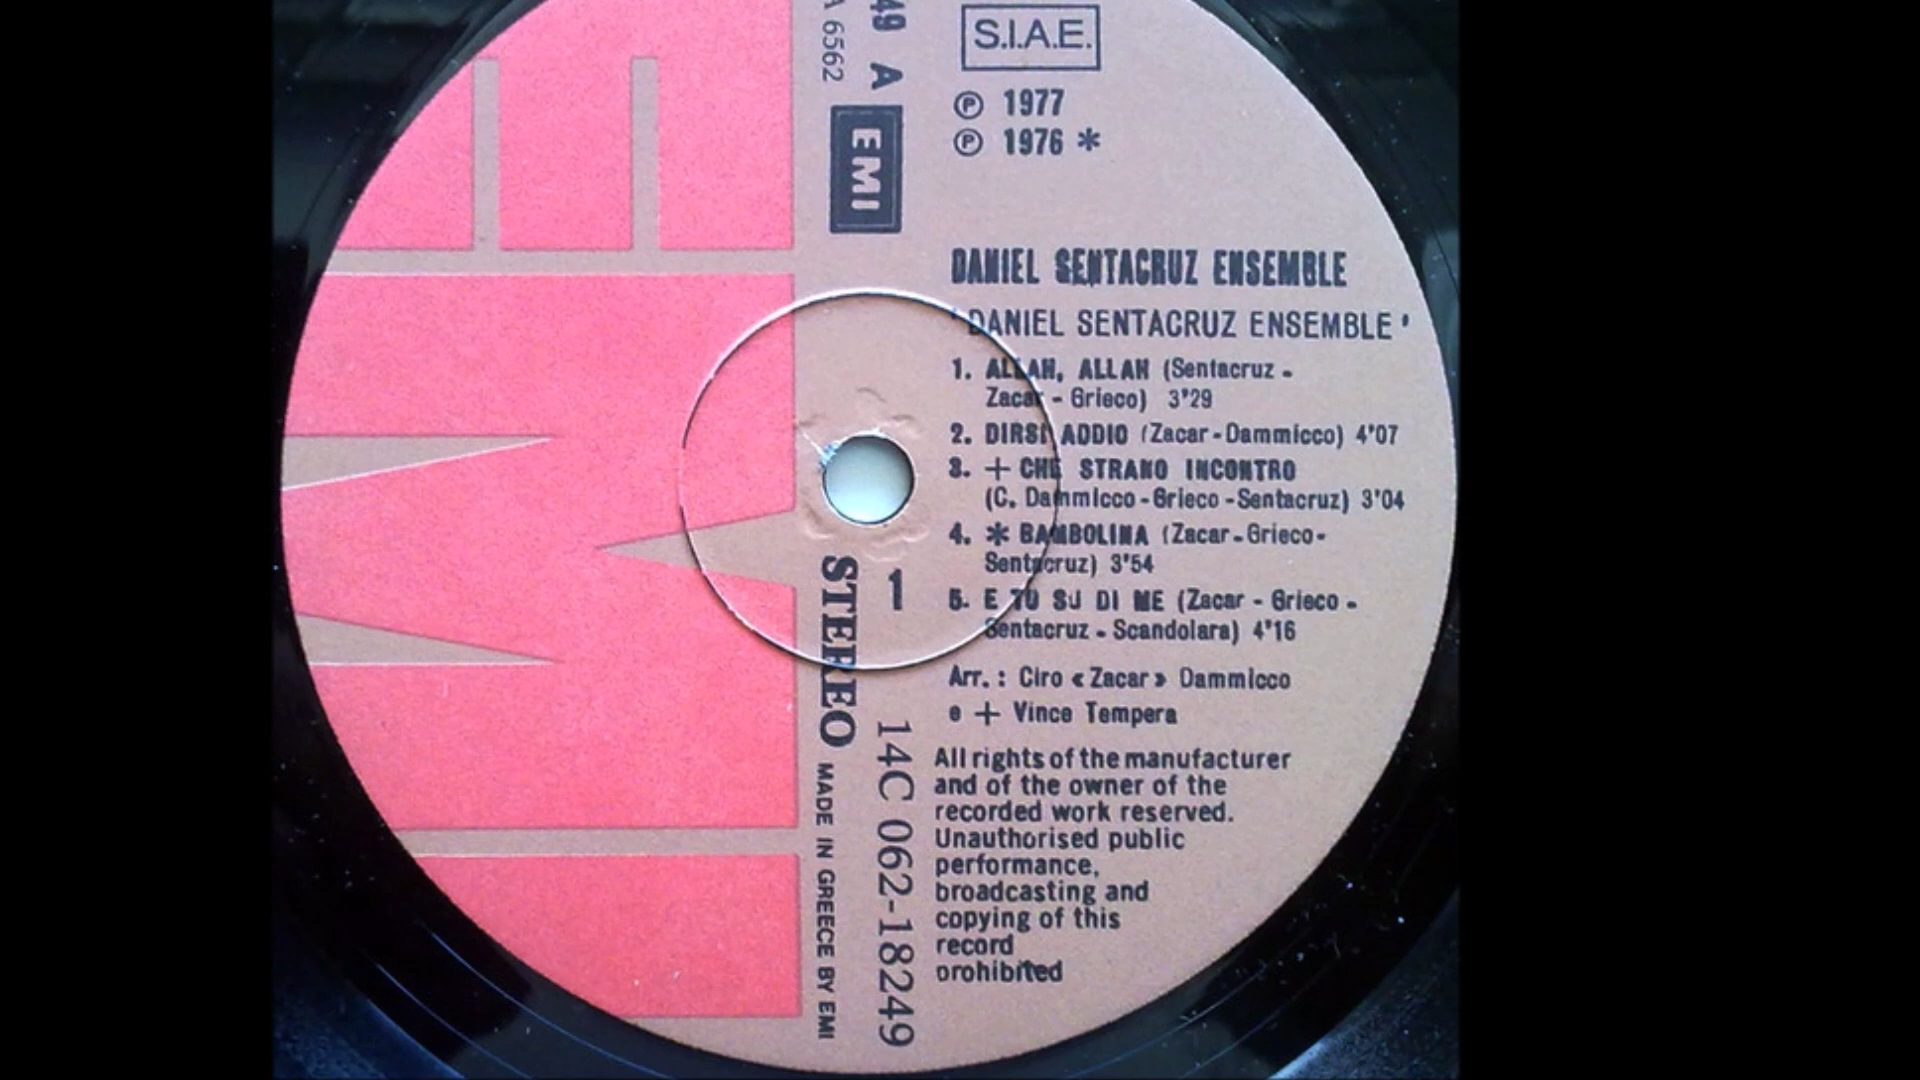 49 A
A 6562
EMI
S.I.A.E.
℗ 1977
℗ 1976 *
DANIEL SENTACRUZ ENSEMBLE
'DANIEL SENTACRUZ ENSEMBLE'
1. ALLAH, ALLAH (Sentacruz -
Zacar - Grieco) 3'29
2. DIRSI ADDIO (Zacar - Dammicco) 4'07
3. + CHE STRANO INCONTRO
(C. Dammicco - Grieco - Sentacruz) 3'04
4. * BAMBOLINA (Zacar - Grieco -
Sentacruz) 3'54
5. E TU SU DI ME (Zacar - Grieco -
Sentacruz - Scandolara) 4'16
Arr. : Ciro « Zacar » Dammicco
e + Vince Tempera
All rights of the manufacturer
and of the owner of the
recorded work reserved.
Unauthorised public
performance,
broadcasting and
copying of this
record
prohibited
1
STEREO
14C 062-18249
MADE IN GREECE BY EMI